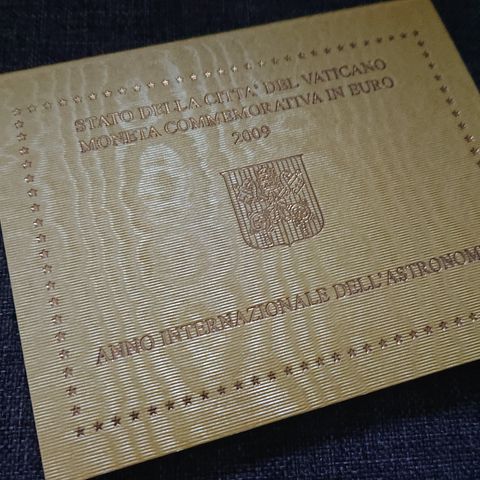 STATO DELLA CITTA' DEL VATICANO
MONETA COMMEMORATIVA IN EURO
2009
ANNO INTERNAZIONALE DELL'ASTRONOM